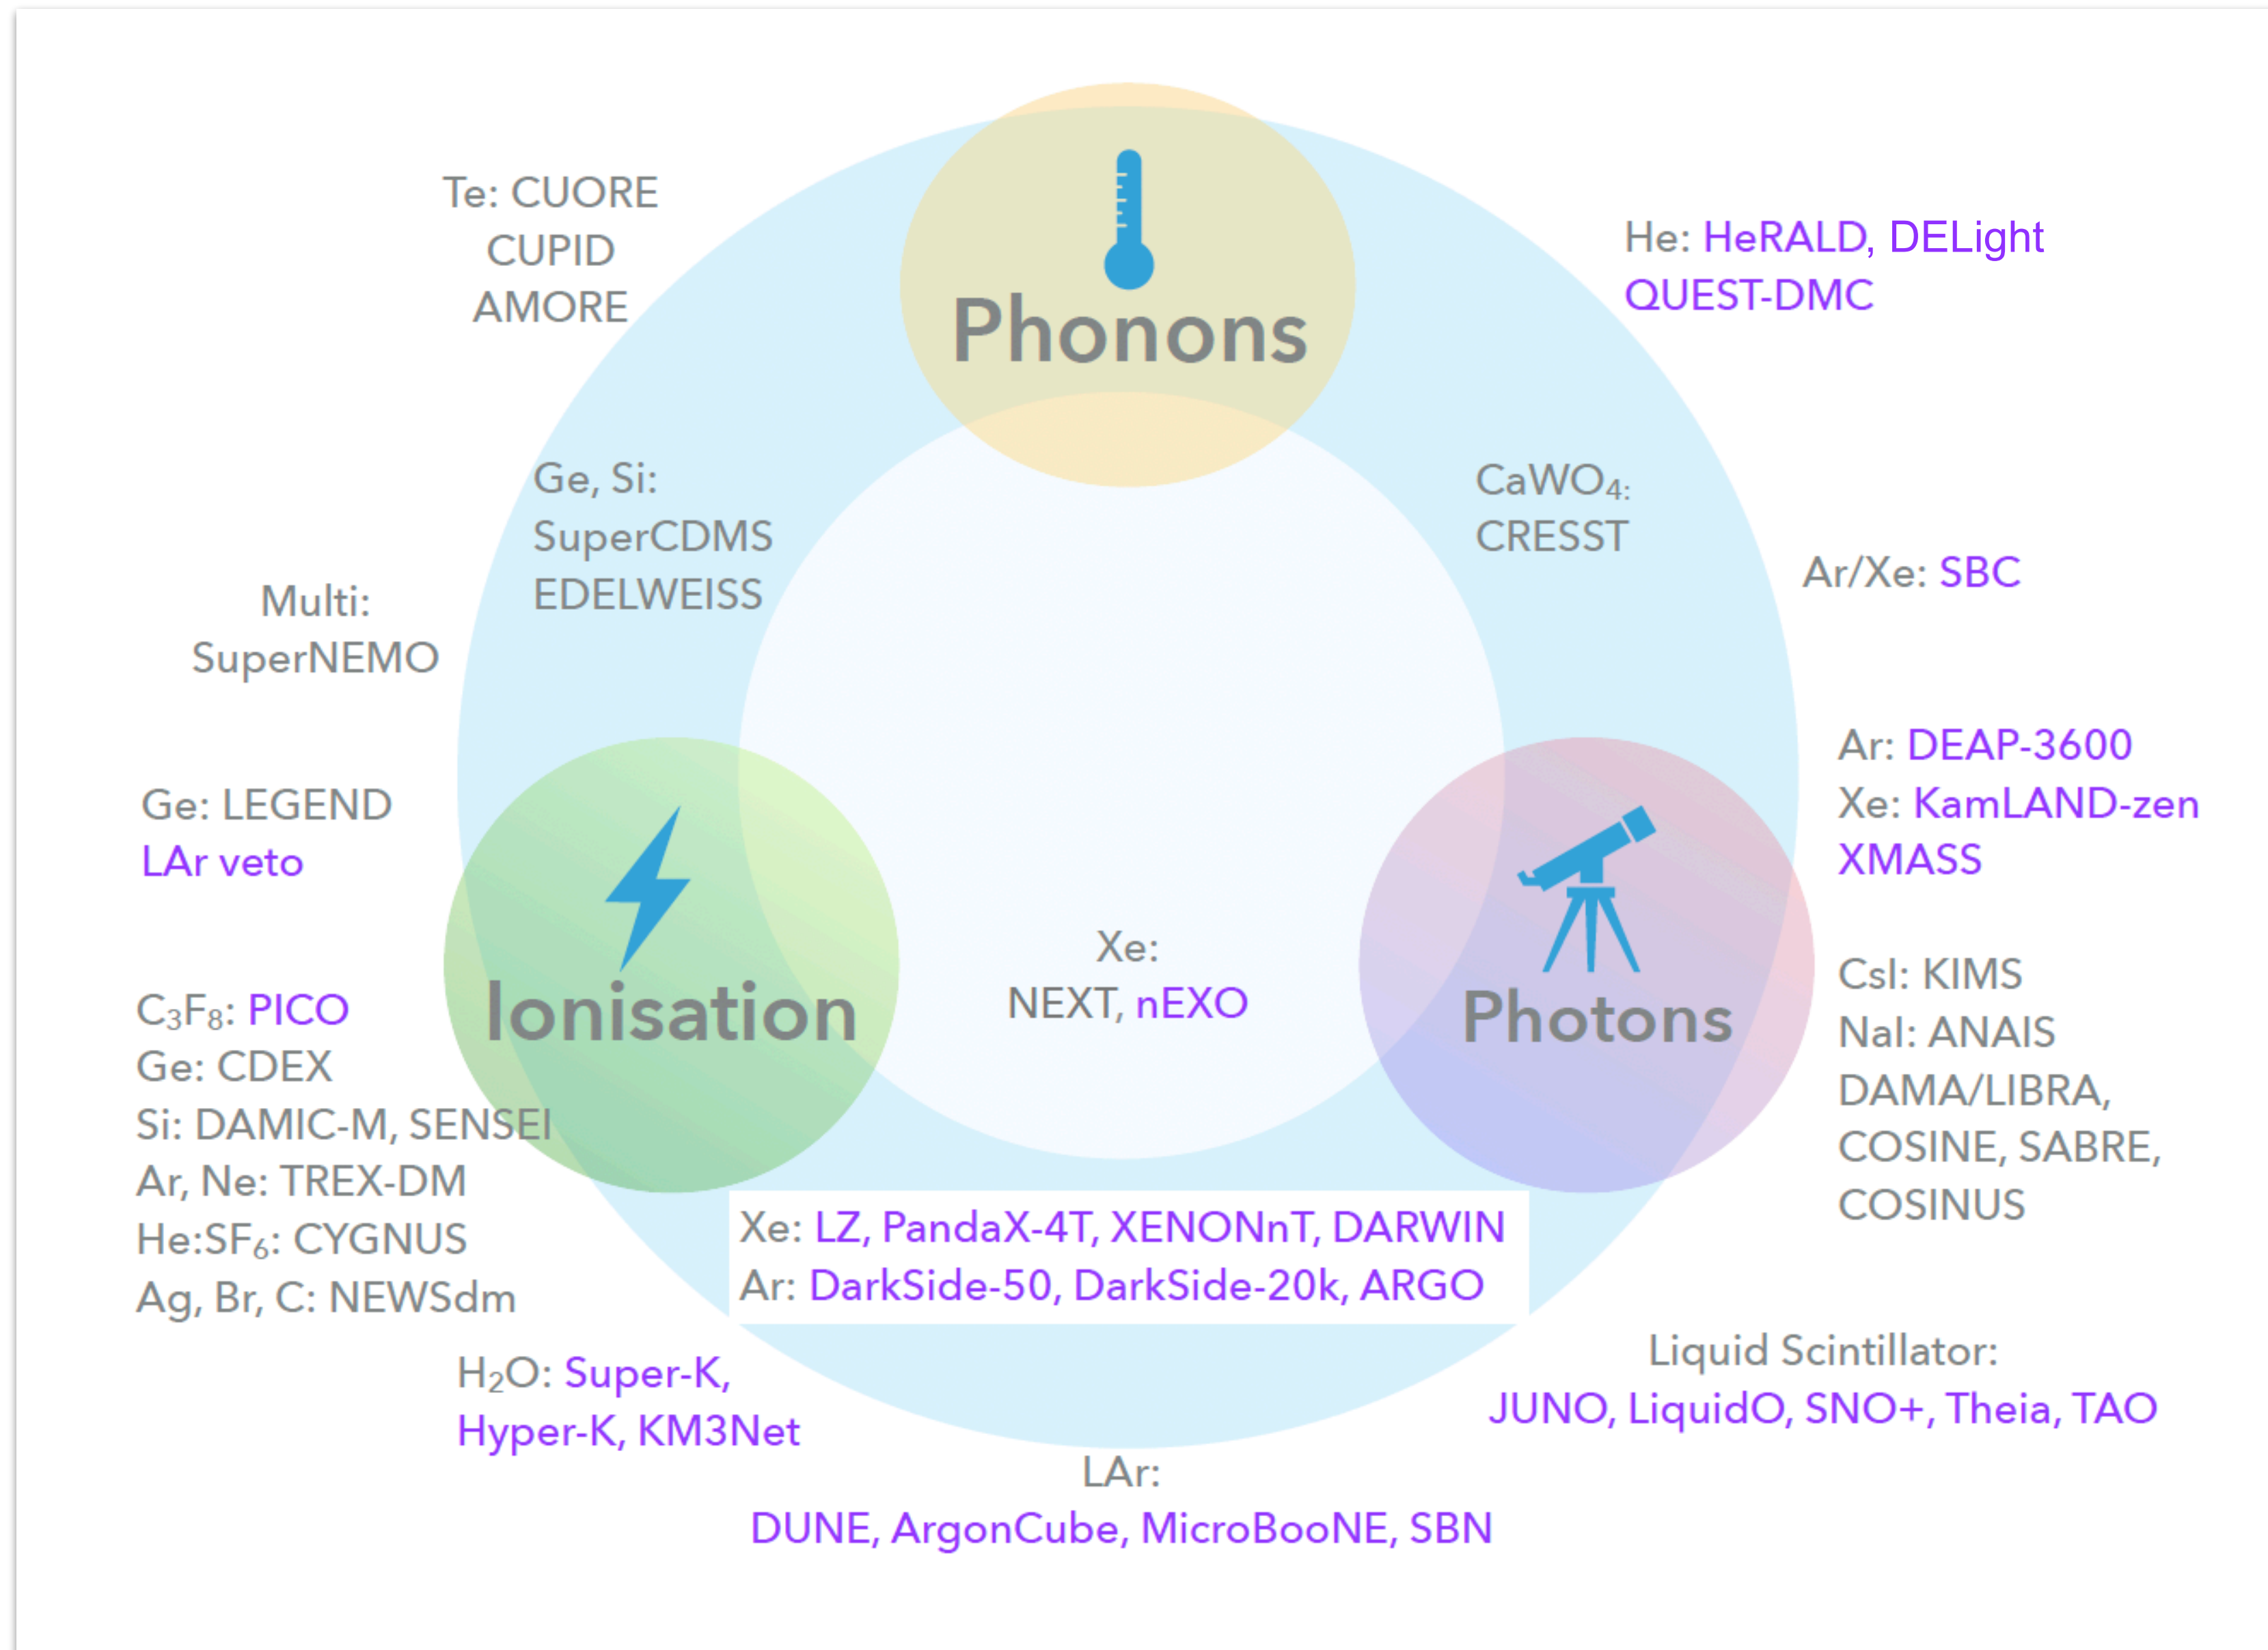 Phonons
Te: CUORE
CUPID
AMORE
He: HeRALD, DELight
QUEST-DMC
Ge, Si:
SuperCDMS
EDELWEISS
CaWO₄:
CRESST
Ar/Xe: SBC
Multi:
SuperNEMO
Ge: LEGEND
LAr veto
Ar: DEAP-3600
Xe: KamLAND-zen
XMASS
Ionisation
Xe:
NEXT, nEXO
Photons
C₃F₈: PICO
Ge: CDEX
Si: DAMIC-M, SENSEI
Ar, Ne: TREX-DM
He:SF₆: CYGNUS
Ag, Br, C: NEWSdm
CsI: KIMS
NaI: ANAIS
DAMA/LIBRA,
COSINE, SABRE,
COSINUS
Xe: LZ, PandaX-4T, XENONnT, DARWIN
Ar: DarkSide-50, DarkSide-20k, ARGO
H₂O: Super-K,
Hyper-K, KM3Net
Liquid Scintillator:
JUNO, LiquidO, SNO+, Theia, TAO
LAr:
DUNE, ArgonCube, MicroBooNE, SBN